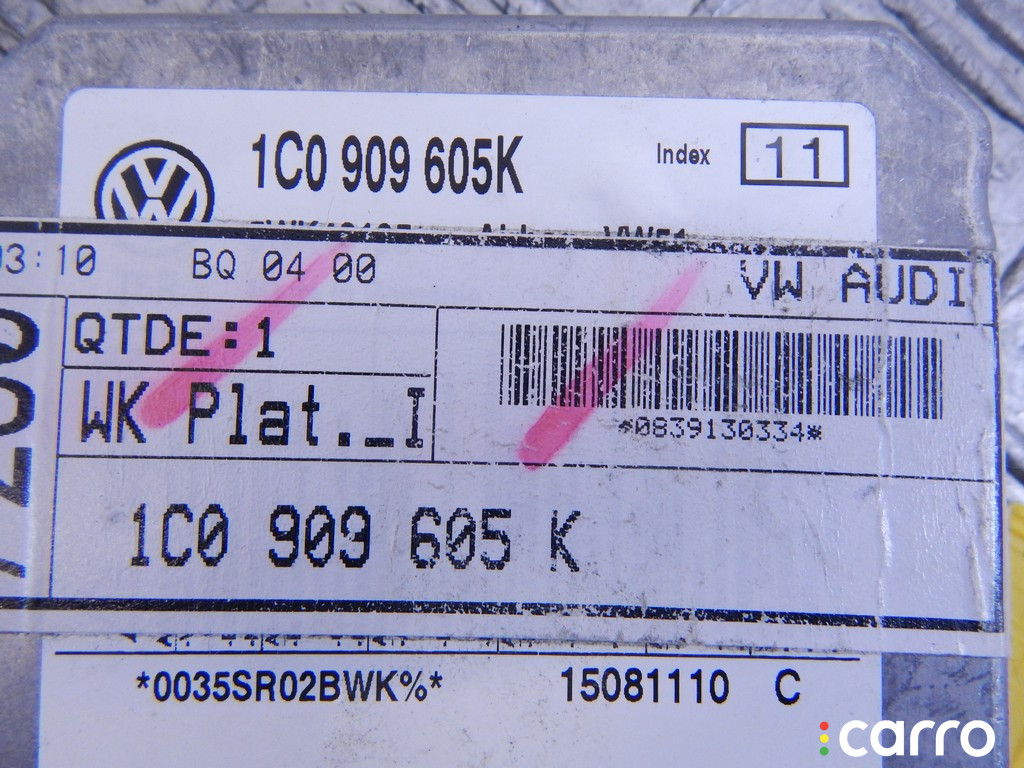 1C0 909 605K
Index 11
03:10 BQ 04 00 VW AUDI
QTDE:1
WK Plat._I
*0839130334*
1C0 909 605 K
*0035SR02BWK%* 15081110 C
carro